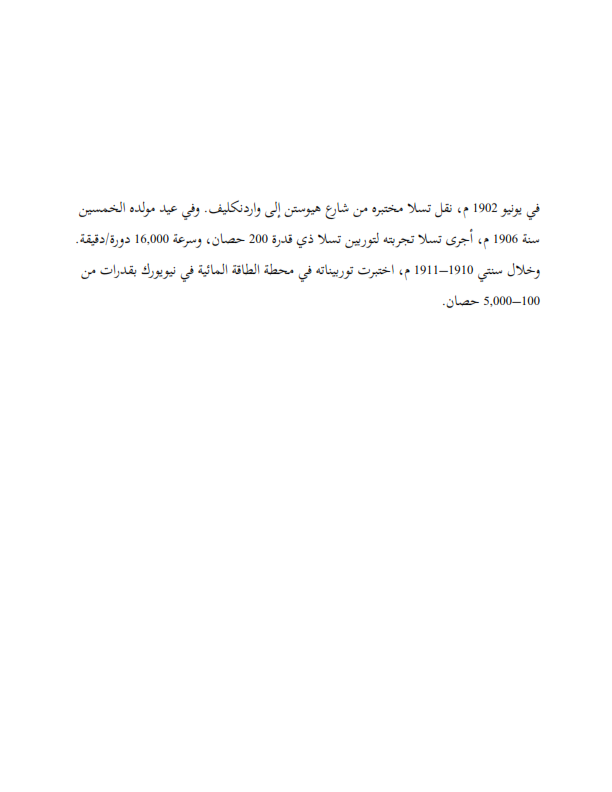 في يونيو 1902 م، نقل تسلا مختبره من شارع هيوستن إلى واردنكليف. وفي عيد مولده الخمسين
سنة 1906 م، أجرى تسلا تجربته لتوربين تسلا ذي قدرة 200 حصان، وسرعة 16,000 دورة/دقيقة.
وخلال سنتي 1910–1911 م، اختبرت توربيناته في محطة الطاقة المائية في نيويورك بقدرات من
100–5,000 حصان.